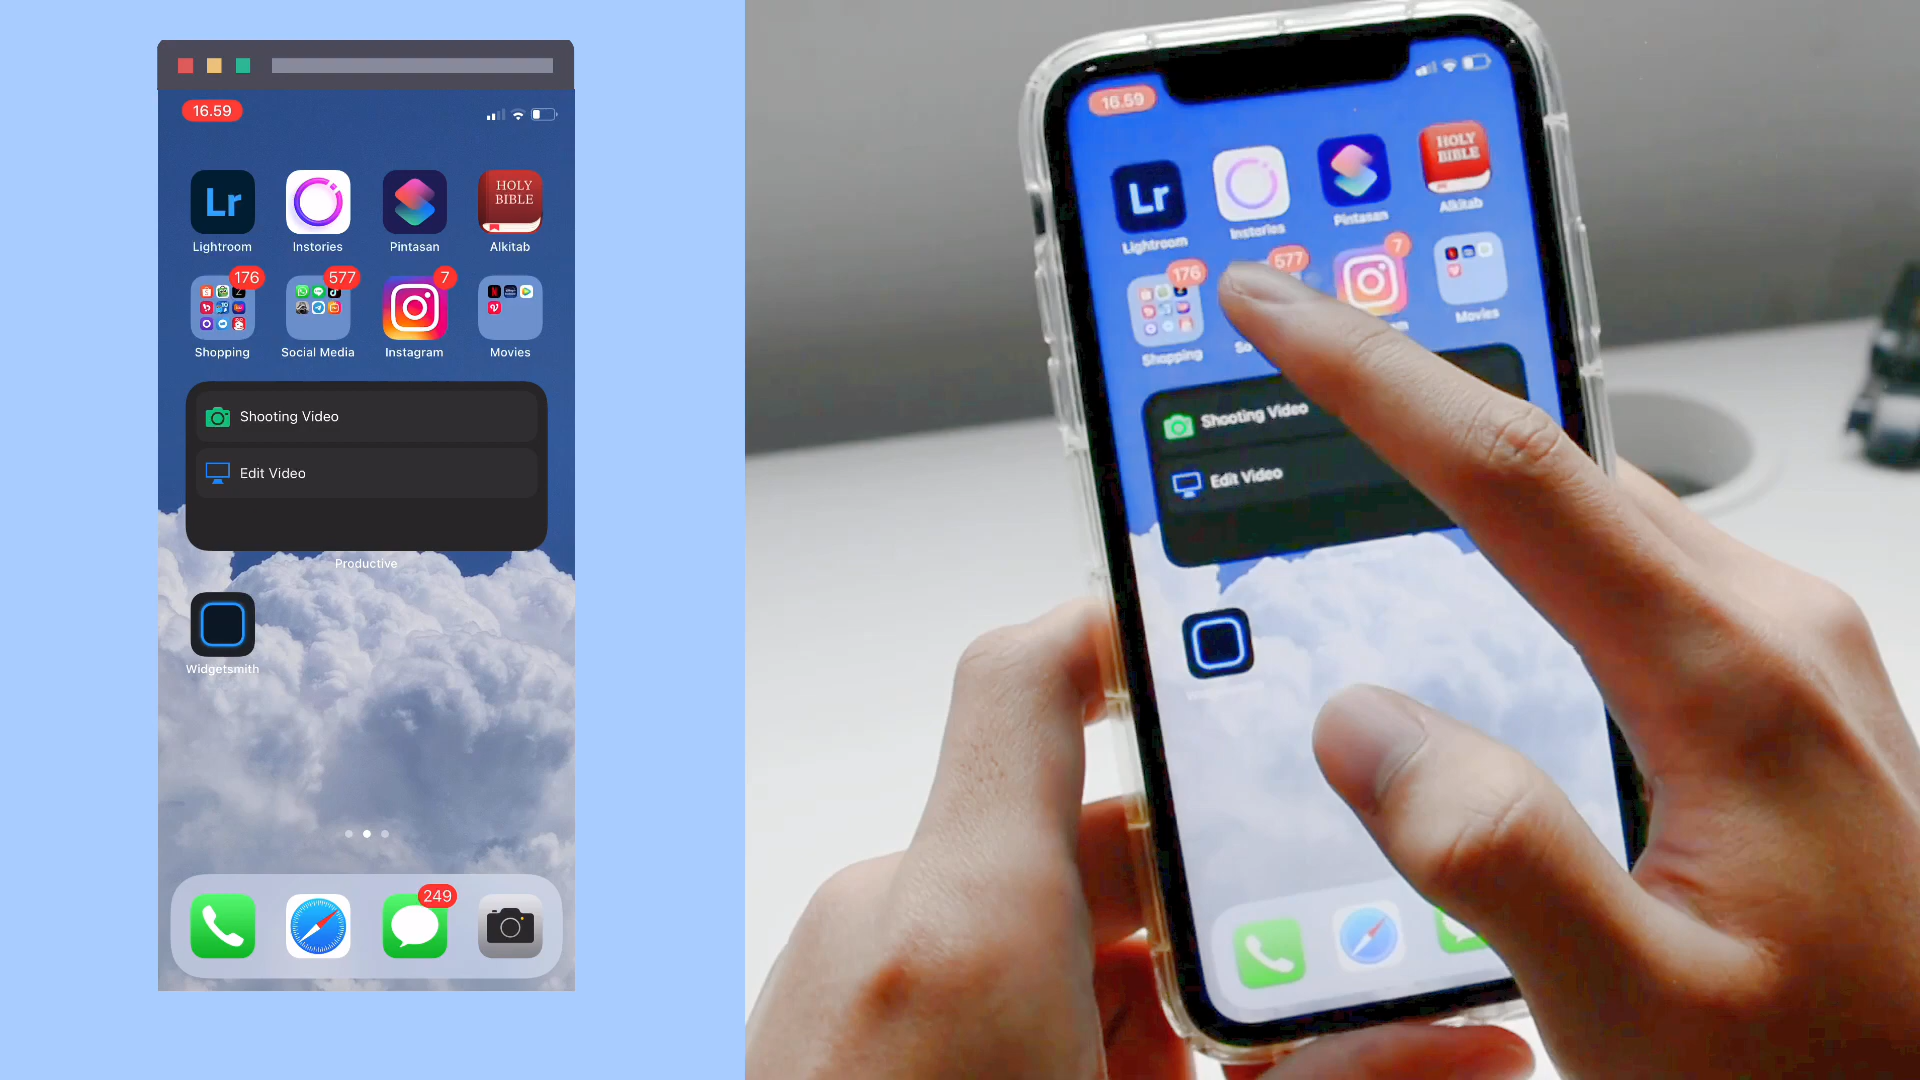 16.59
Lr
HOLY
BIBLE
Lightroom
Instories
Pintasan
Alkitab
176
577
7
Shopping
Social Media
Instagram
Movies
Shooting Video
Edit Video
Productive
Widgetsmith
249
16.59
Lr
HOLY
BIBLE
Lightroom
Instories
Pintasan
Alkitab
176
577
7
Shopping
So
Movies
Shooting Video
Edit Video